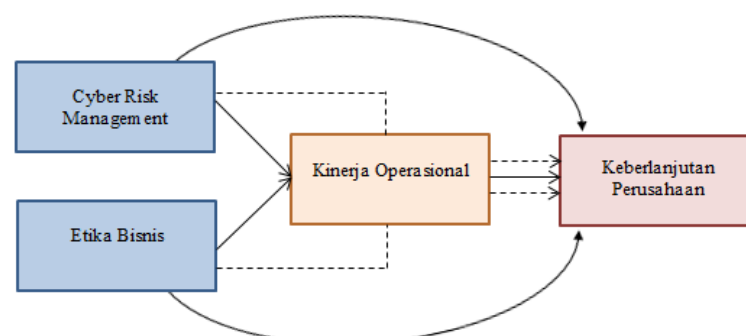 Cyber Risk
Management
Kinerja Operasional
Keberlanjutan
Perusahaan
Etika Bisnis